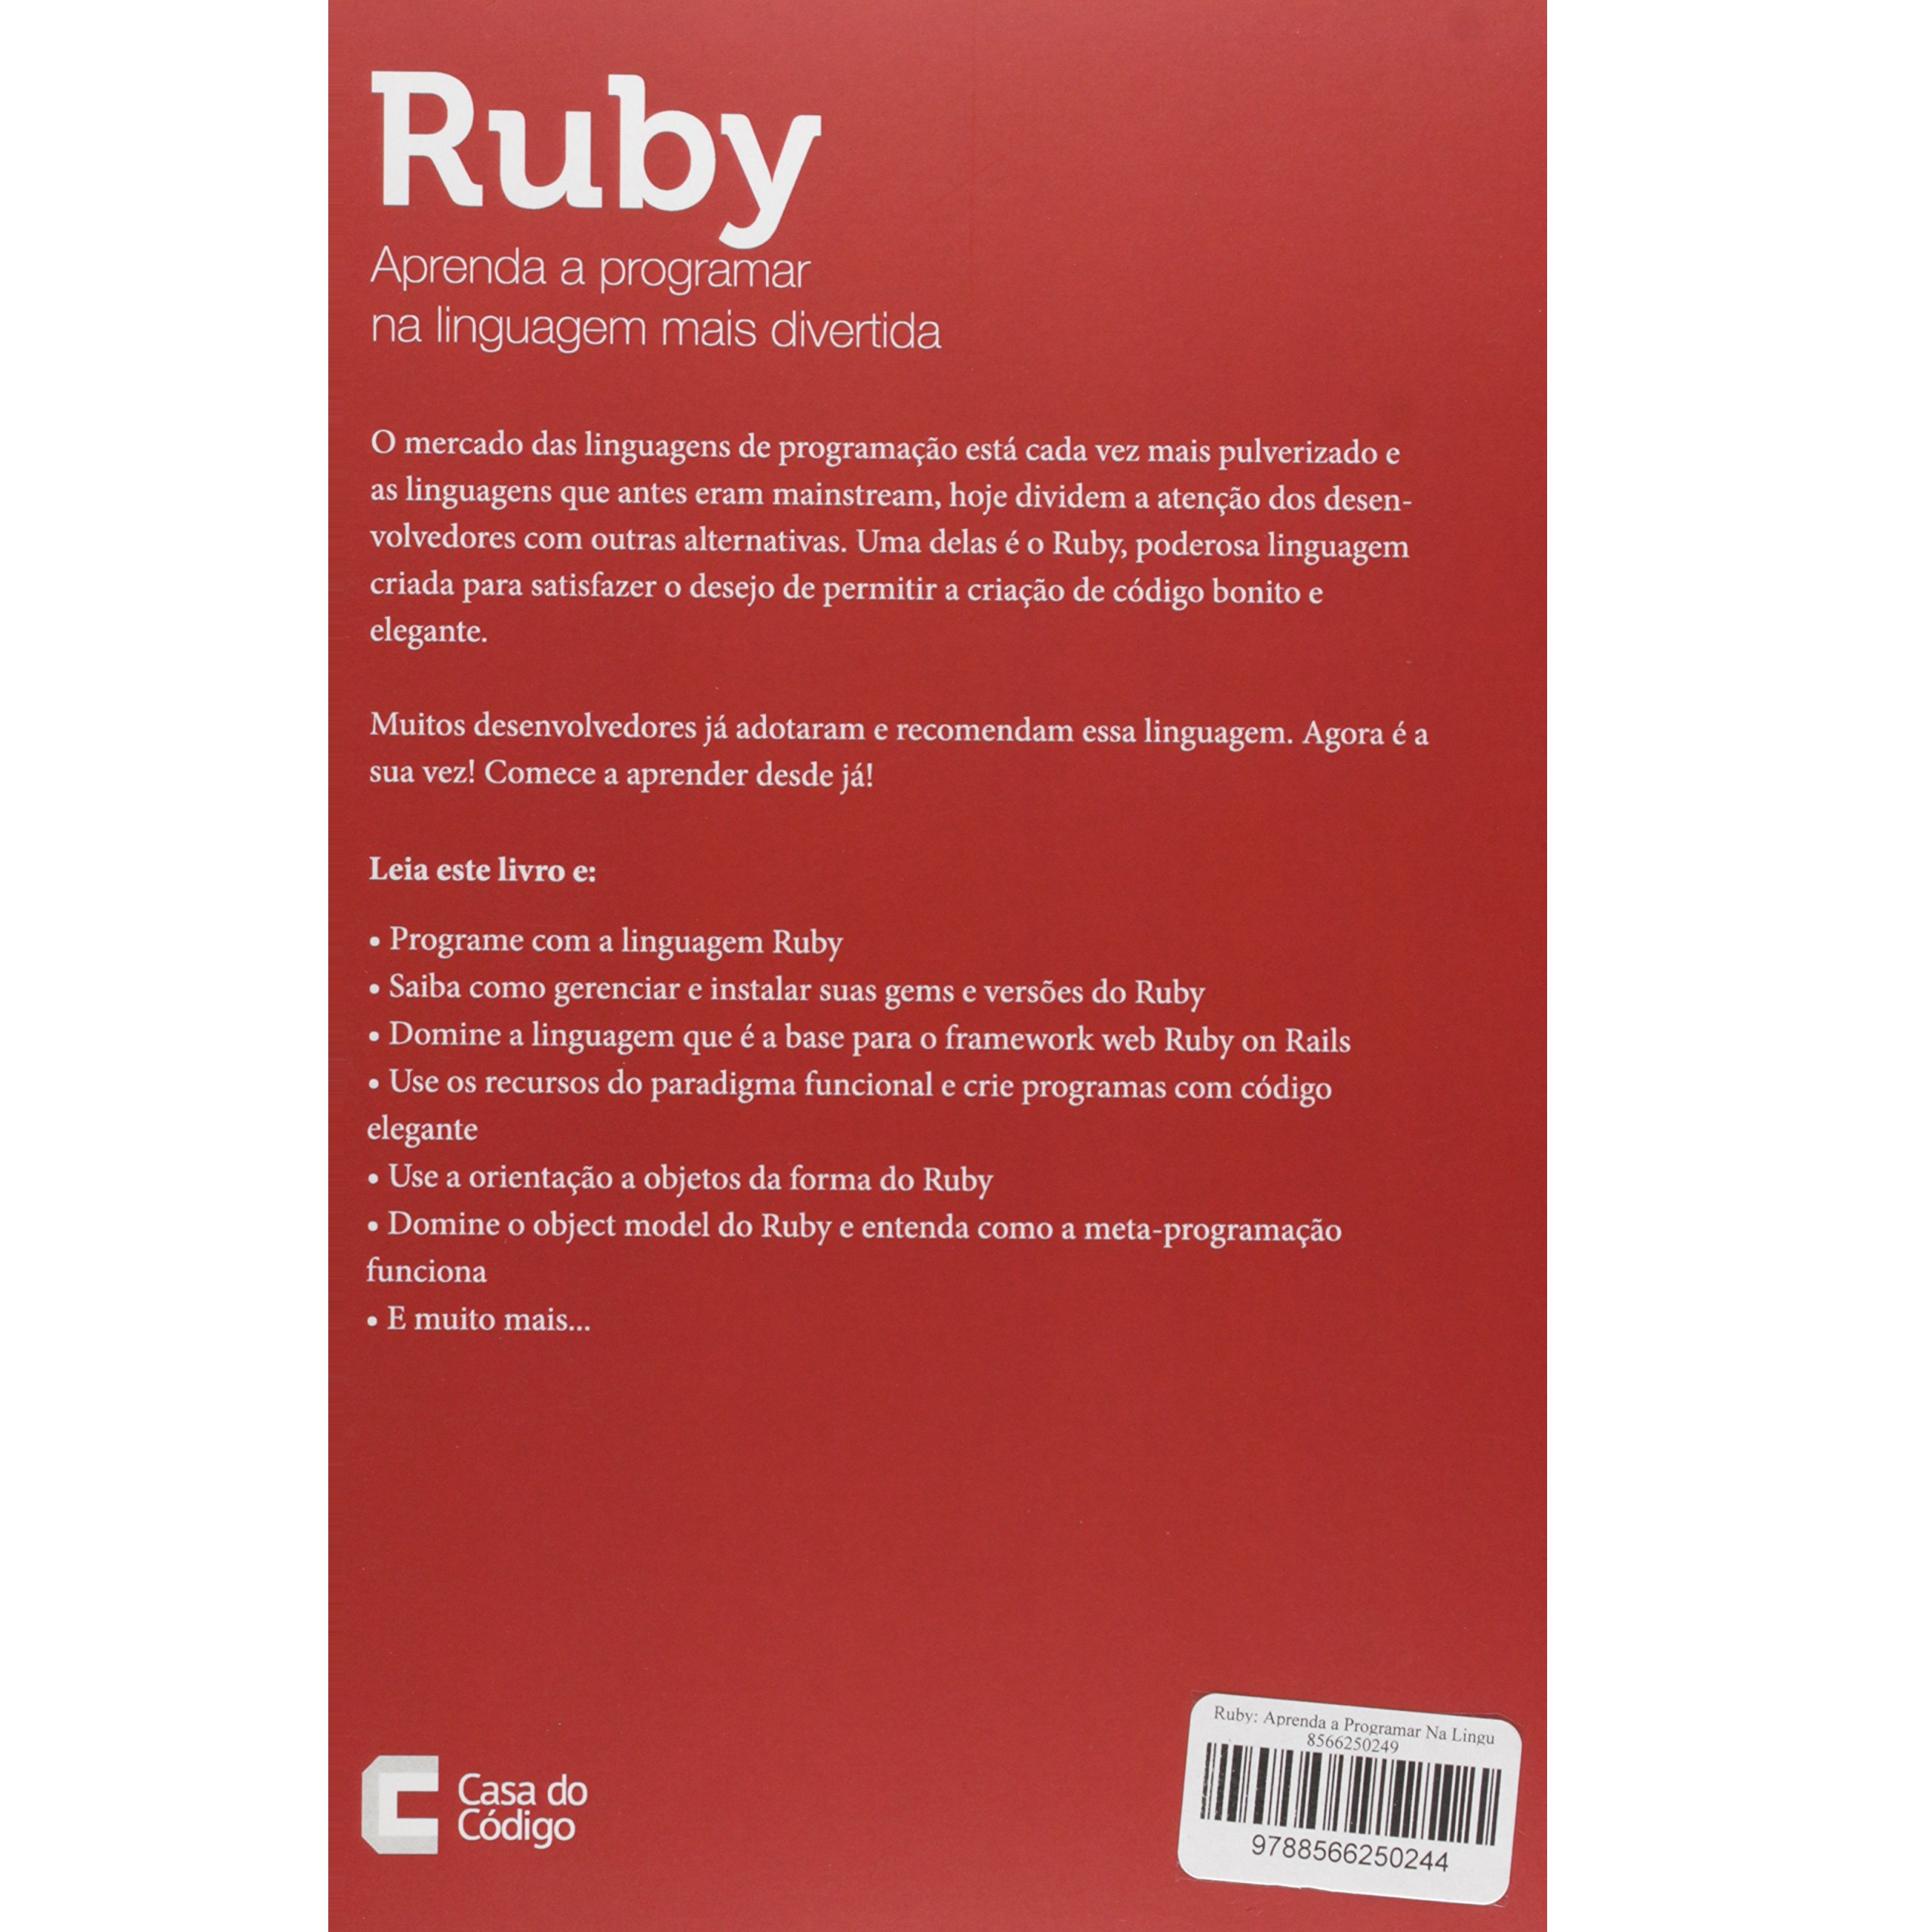 Ruby
Aprenda a programar
na linguagem mais divertida
O mercado das linguagens de programação está cada vez mais pulverizado e
as linguagens que antes eram mainstream, hoje dividem a atenção dos desen-
volvedores com outras alternativas. Uma delas é o Ruby, poderosa linguagem
criada para satisfazer o desejo de permitir a criação de código bonito e
elegante.
Muitos desenvolvedores já adotaram e recomendam essa linguagem. Agora é a
sua vez! Comece a aprender desde já!
Leia este livro e:
• Programe com a linguagem Ruby
• Saiba como gerenciar e instalar suas gems e versões do Ruby
• Domine a linguagem que é a base para o framework web Ruby on Rails
• Use os recursos do paradigma funcional e crie programas com código
elegante
• Use a orientação a objetos da forma do Ruby
• Domine o object model do Ruby e entenda como a meta-programação
funciona
• E muito mais...
Casa do
Código
Ruby: Aprenda a Programar Na Lingu
8566250249
9788566250244